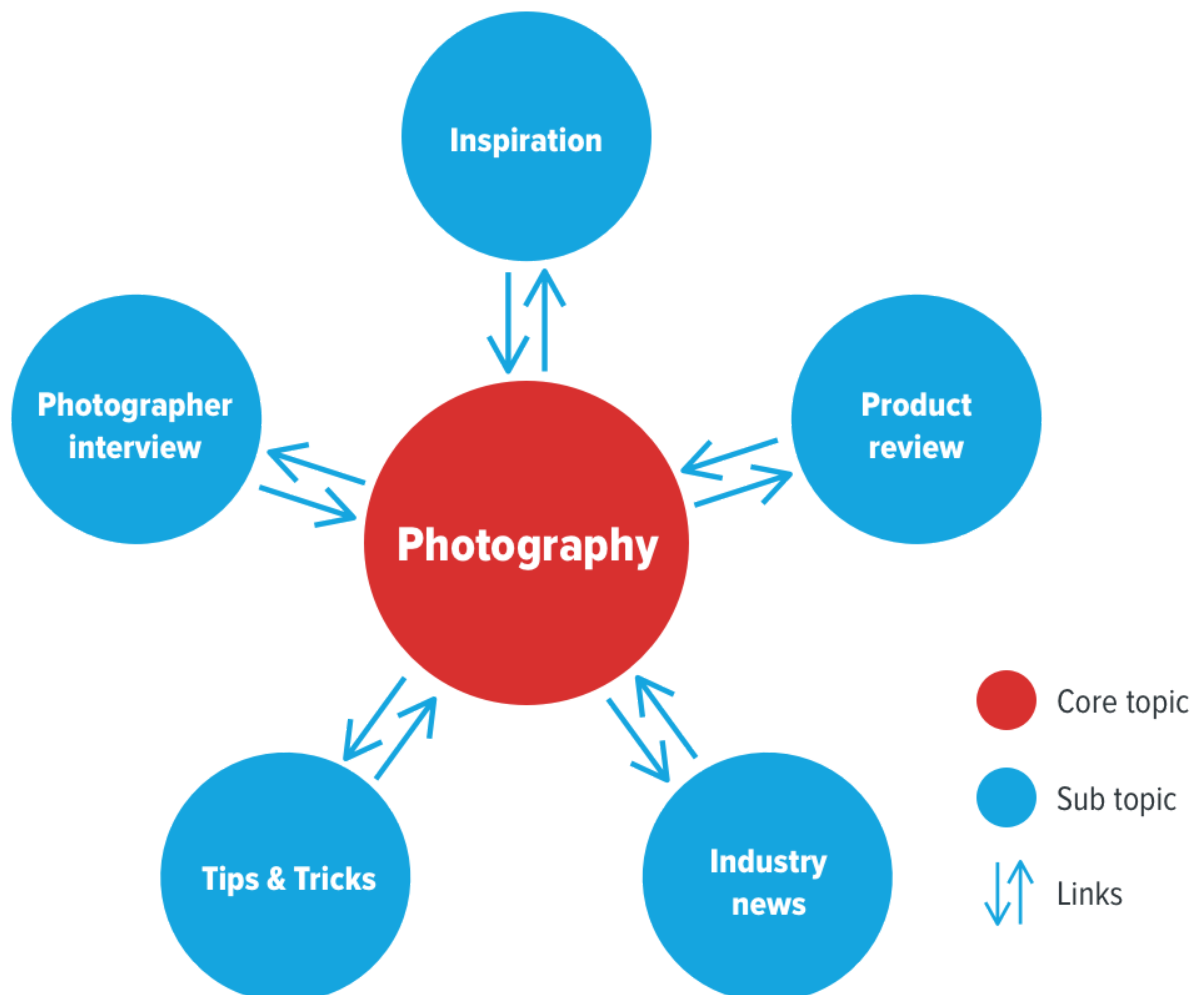 Inspiration
Photographer
interview
Product
review
Photography
Tips & Tricks
Industry
news
Core topic
Sub topic
Links